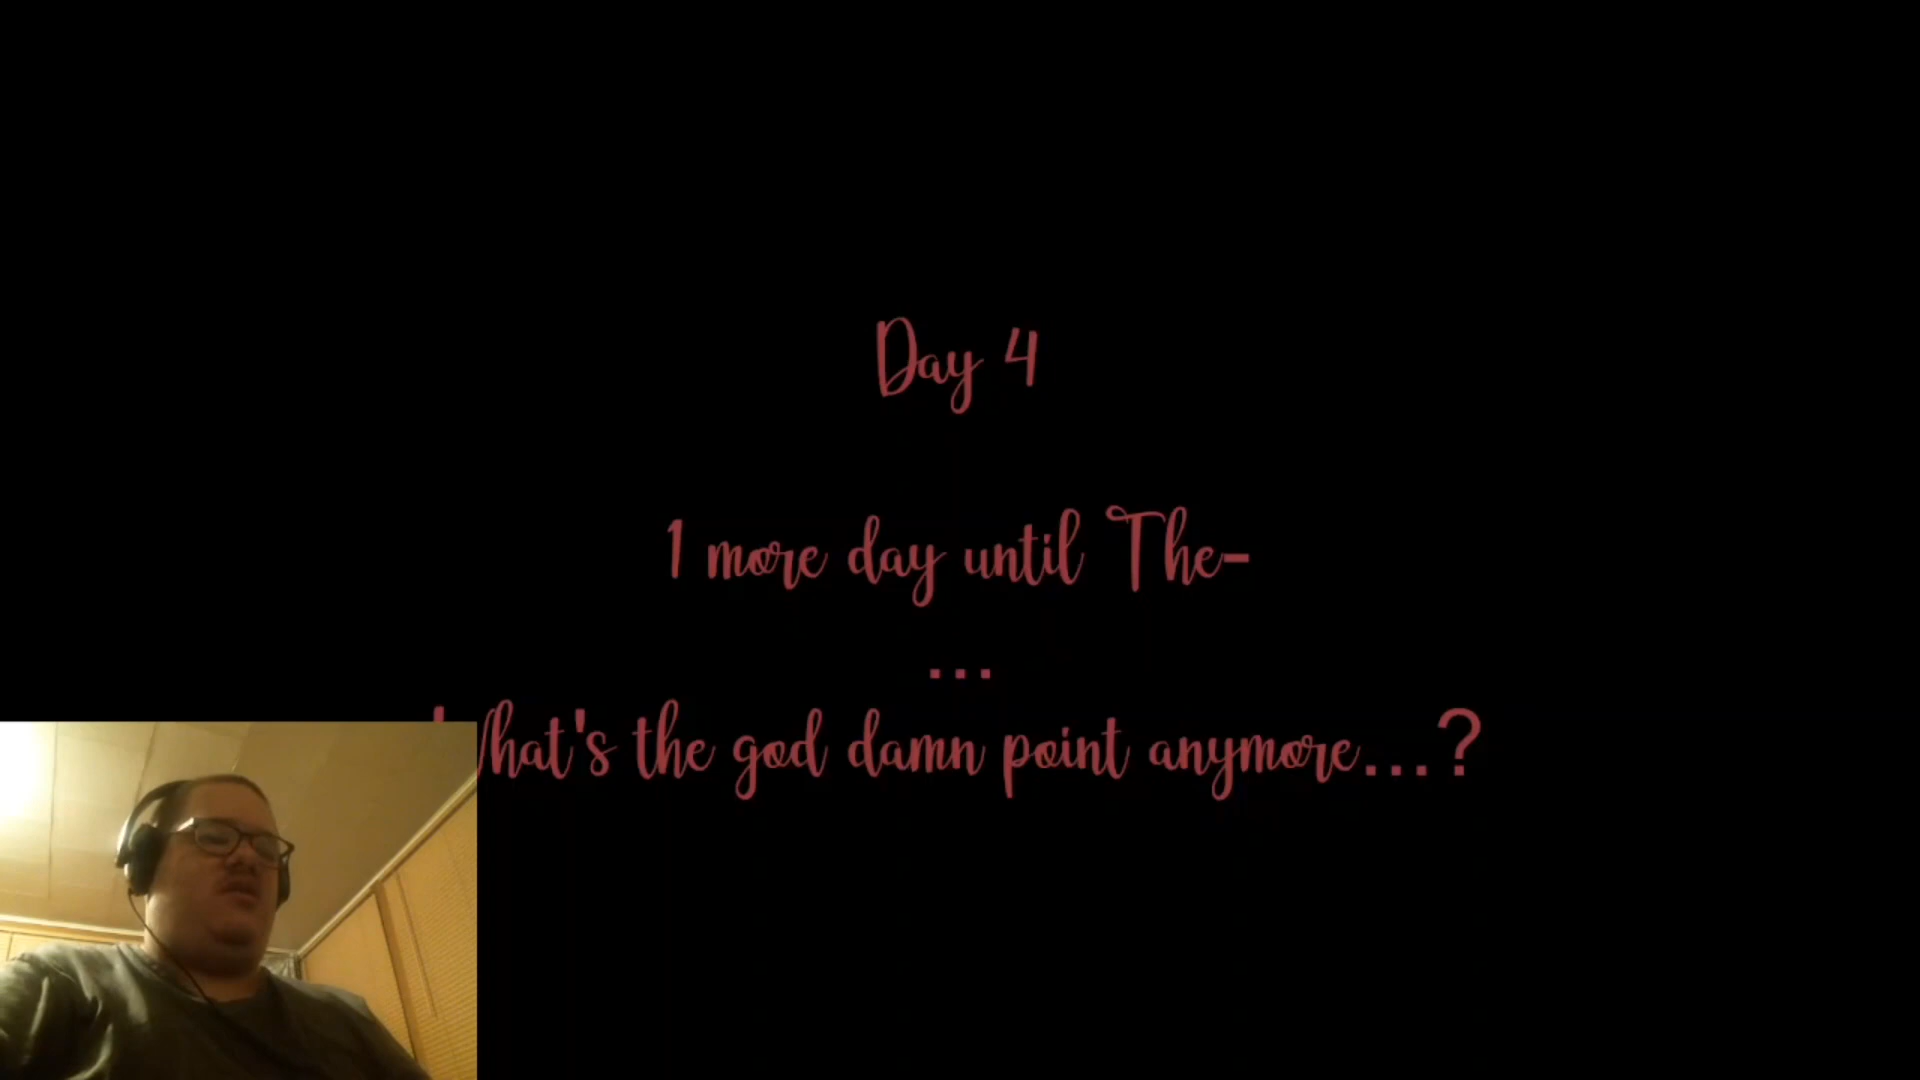 Day 4
1 more day until The-
...
What's the god damn point anymore...?